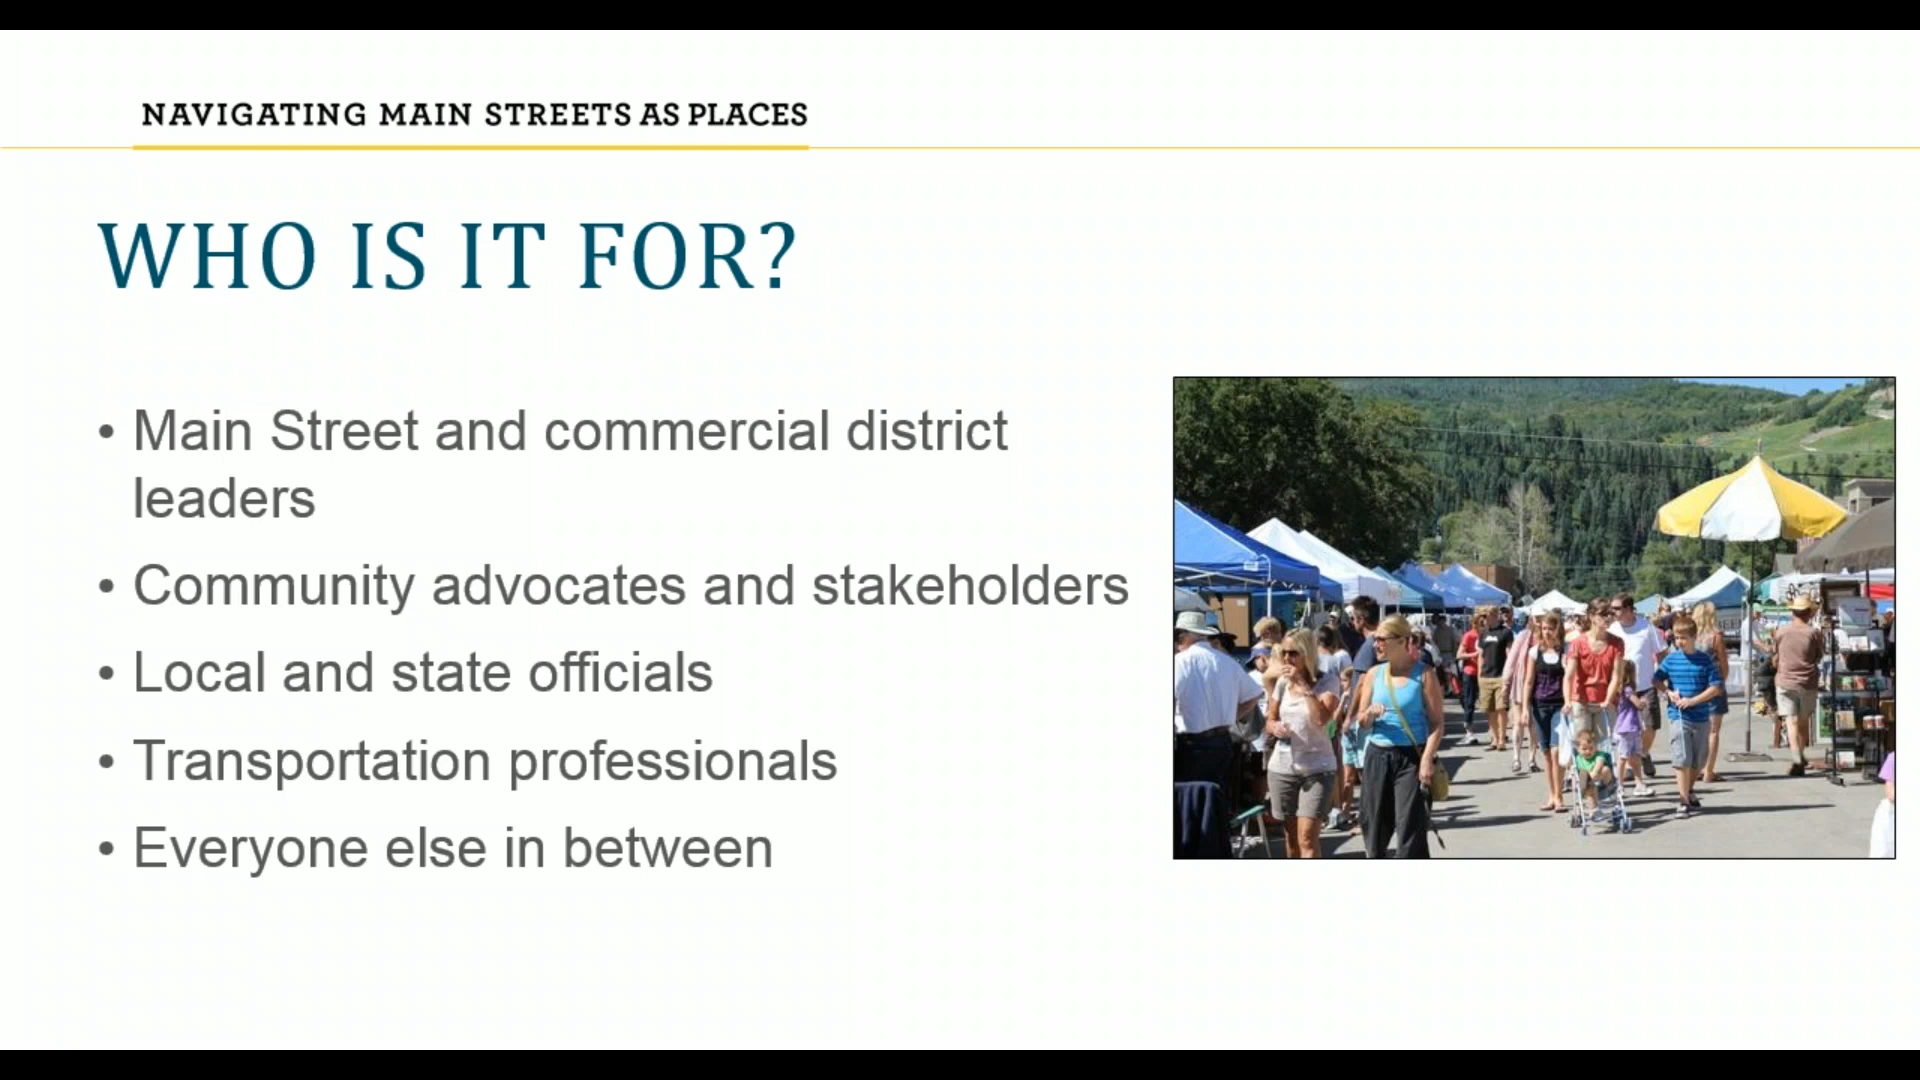 NAVIGATING MAIN STREETS AS PLACES
WHO IS IT FOR?
• Main Street and commercial district
leaders
• Community advocates and stakeholders
• Local and state officials
• Transportation professionals
• Everyone else in between